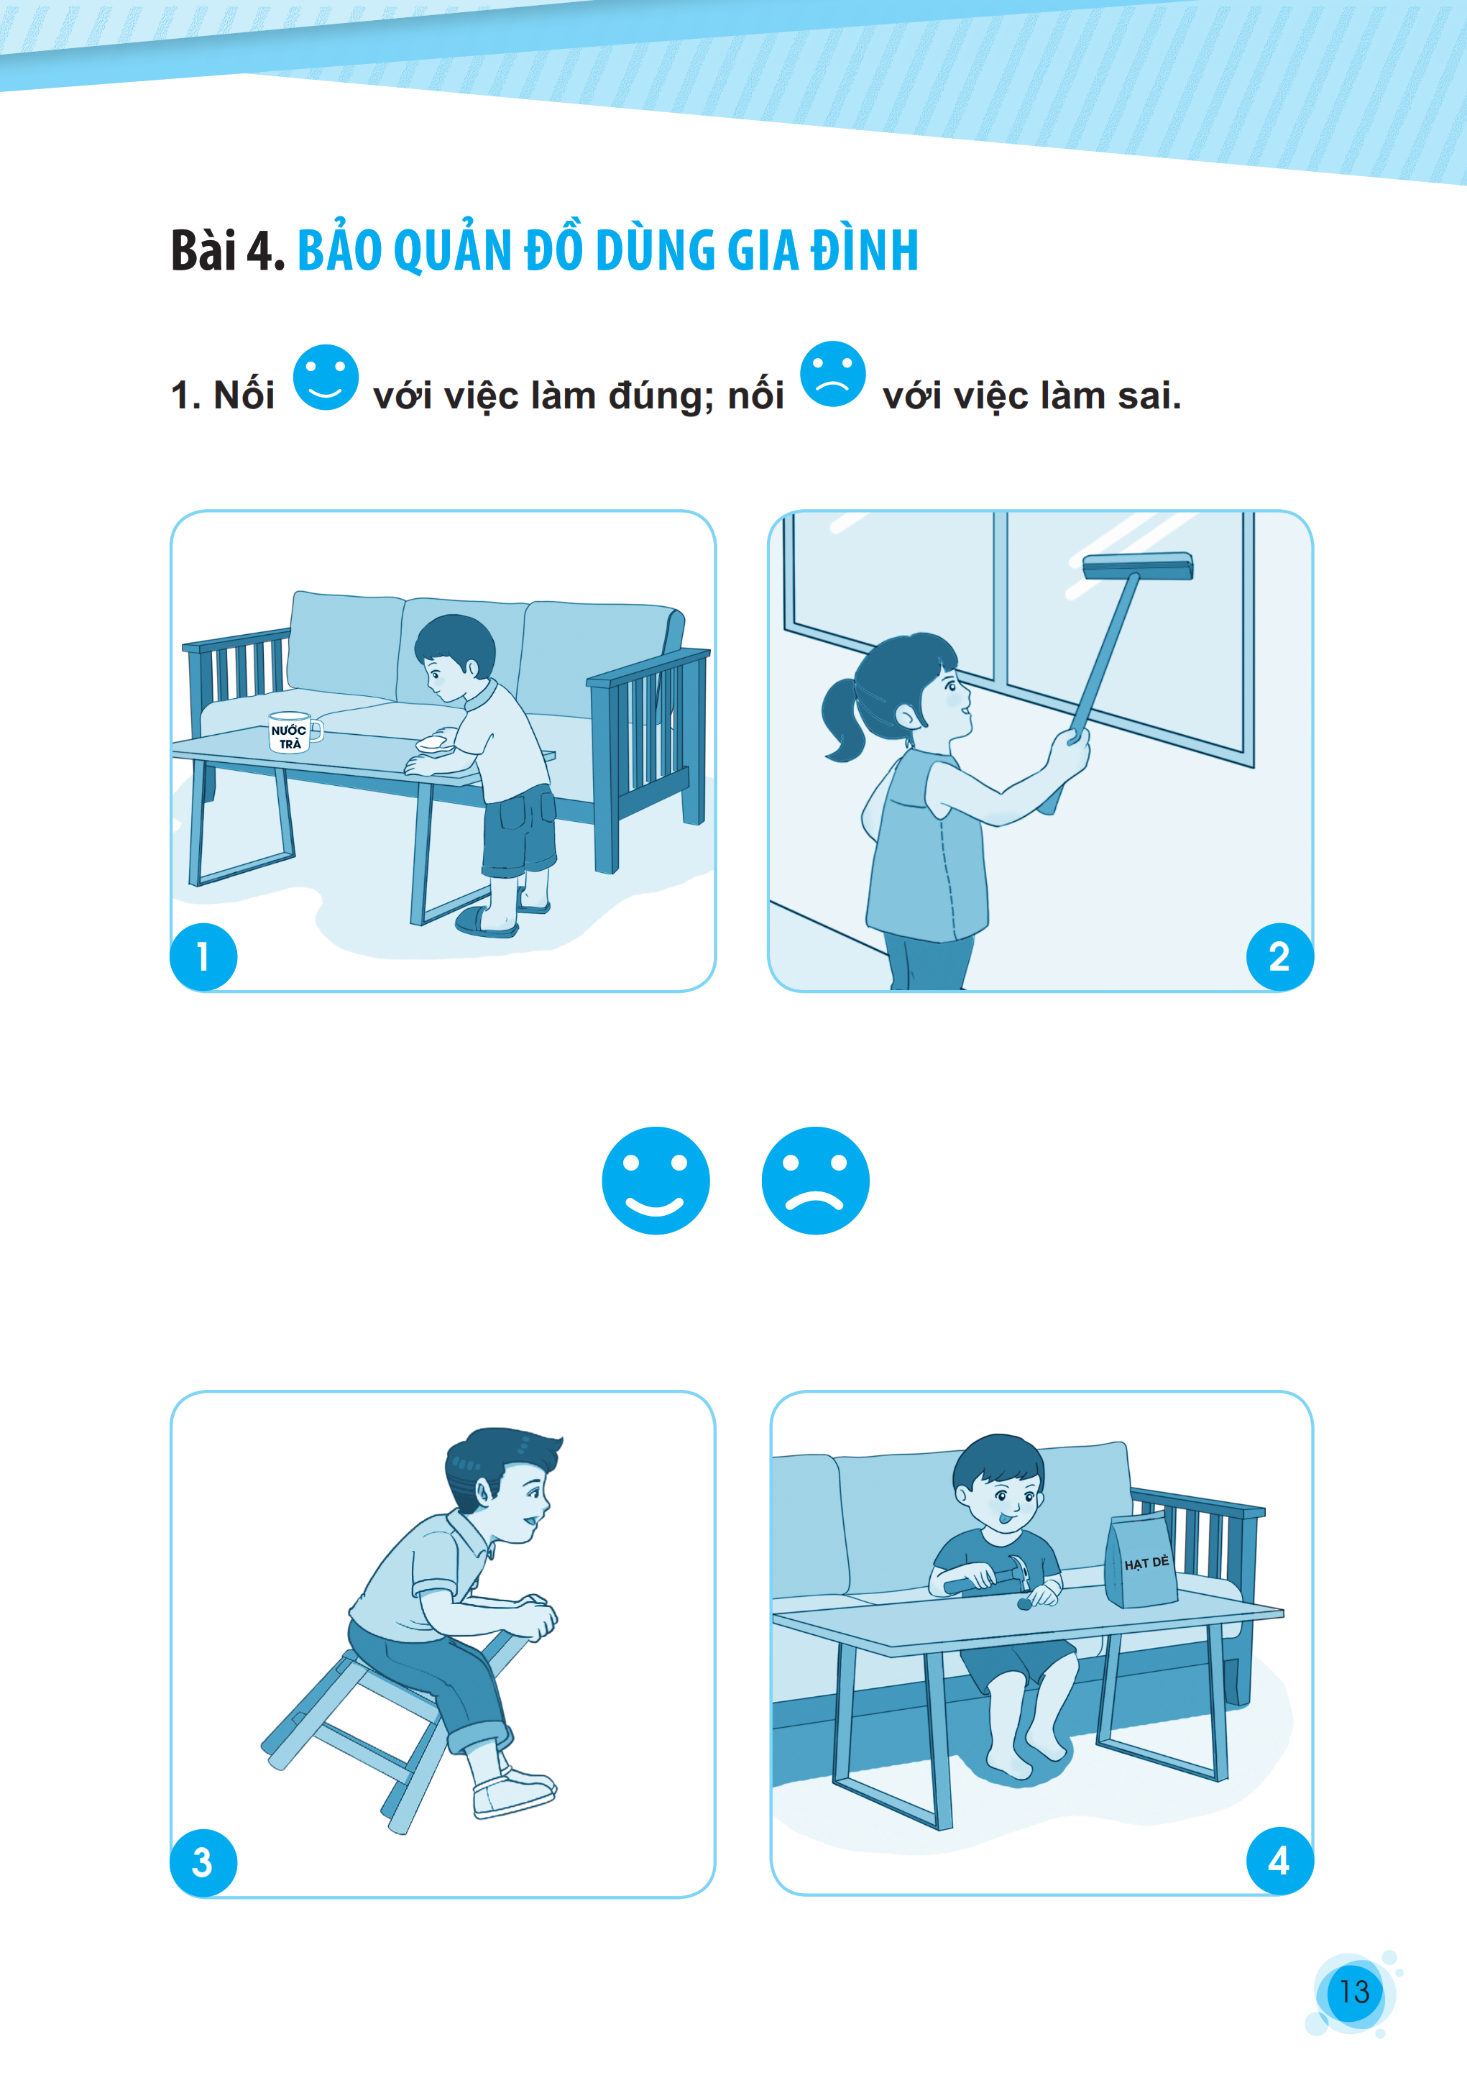 Bài 4. BẢO QUẢN ĐỒ DÙNG GIA ĐÌNH
1. Nối với việc làm đúng; nối với việc làm sai.
NƯỚC
TRÀ
1
2
3
HẠT DẺ
4
13